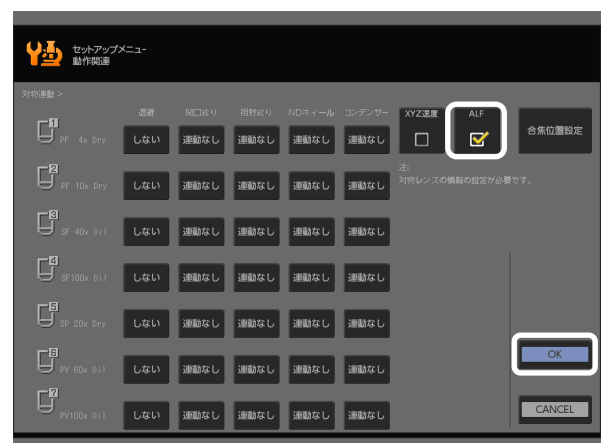 セットアップメニュー
動作関連
対物連動 >
退避 開口絞り 視野絞り NDホイール コンデンサー XYZ速度 ALF
合焦位置設定
1 PF 4x Dry しない 連動なし 連動なし 連動なし 連動なし
注:
対物レンズの情報の設定が必要です。
2 PF 10x Dry しない 連動なし 連動なし 連動なし 連動なし
3 SF 40x Oil しない 連動なし 連動なし 連動なし 連動なし
4 SF100x Oil しない 連動なし 連動なし 連動なし 連動なし
5 SP 20x Dry しない 連動なし 連動なし 連動なし 連動なし
6 PV 60x Oil しない 連動なし 連動なし 連動なし 連動なし
OK
7 PV100x Oil しない 連動なし 連動なし 連動なし 連動なし
CANCEL